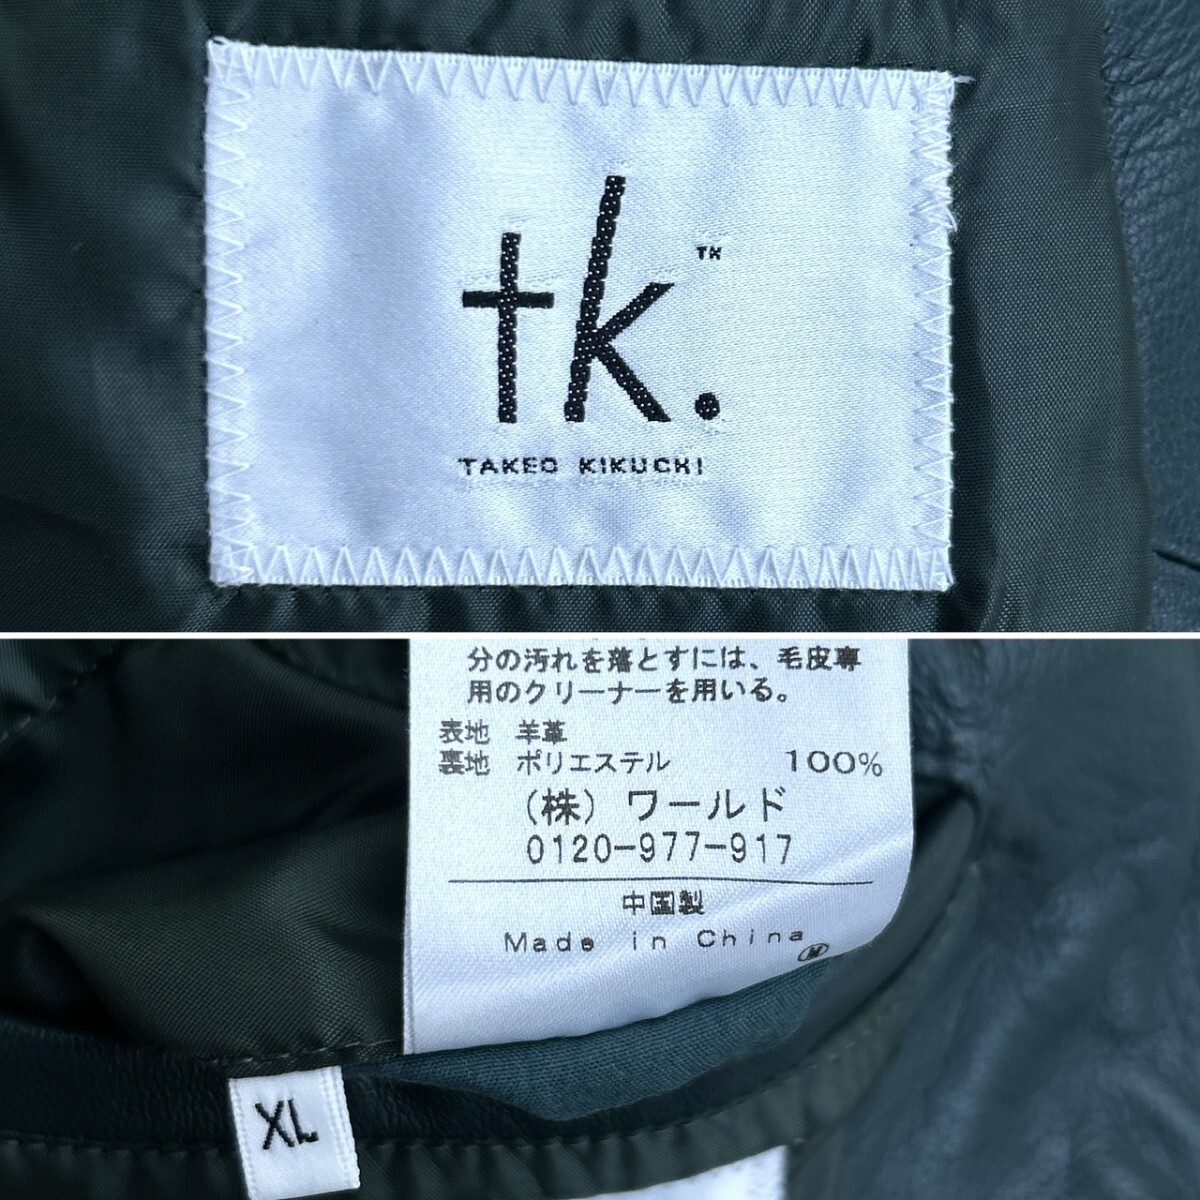 tk.
TK
TAKEO KIKUCHI
分の汚れを落とすには、毛皮専
用のクリーナーを用いる。
表地 羊革
裏地 ポリエステル 100%
(株) ワールド
0120-977-917
中国製
Made in China
XL